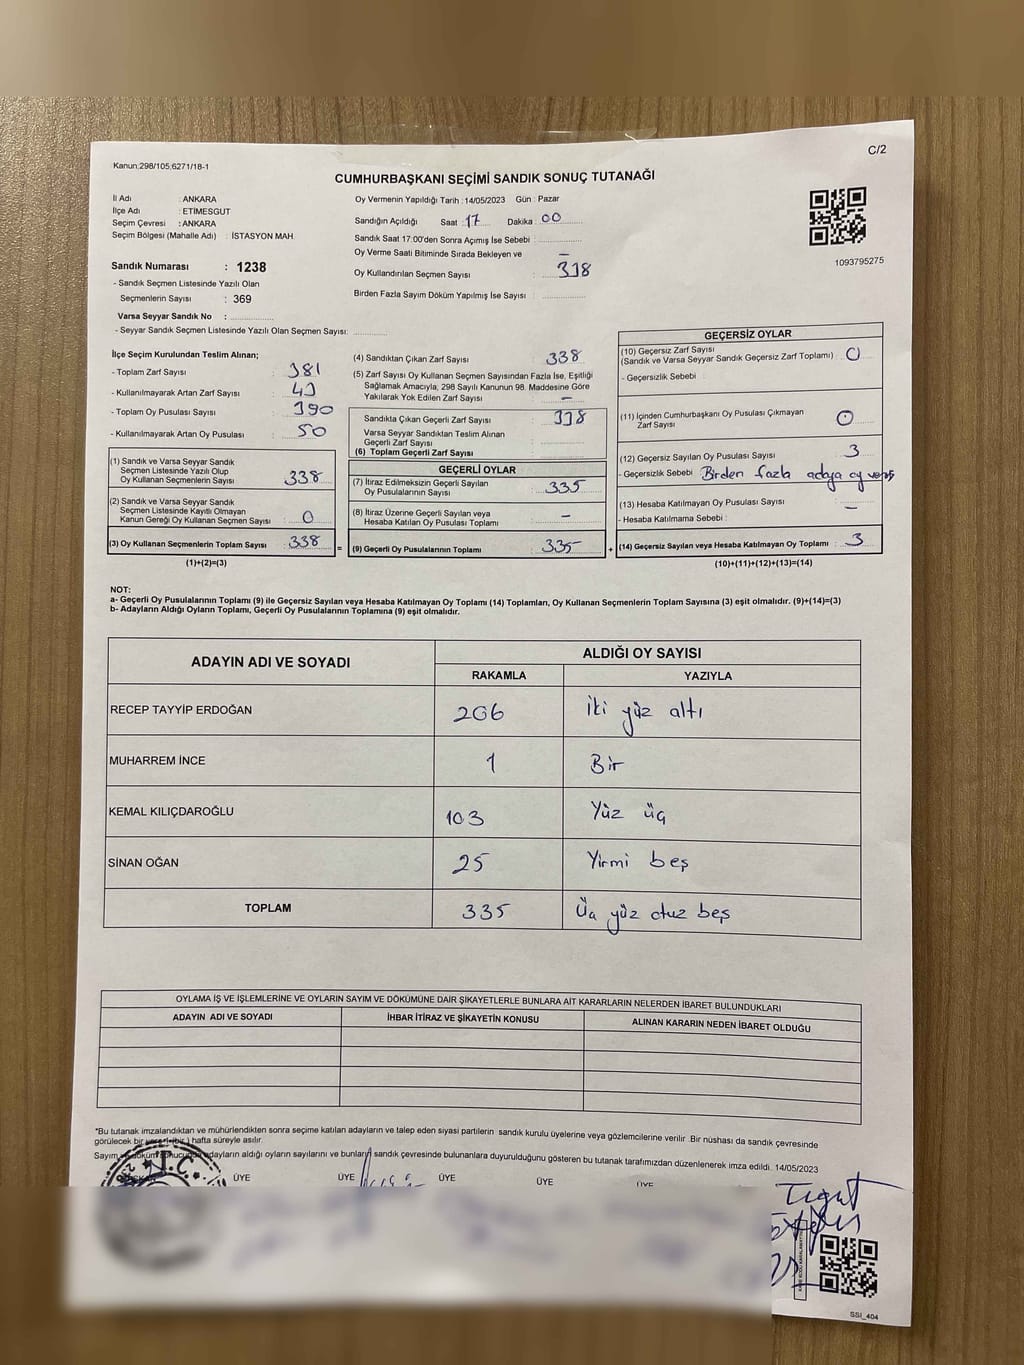 C/2
Kanun:298/105;6271/18-1
CUMHURBAŞKANI SEÇİMİ SANDIK SONUÇ TUTANAĞI
İl Adı : ANKARA
İlçe Adı : ETİMESGUT
Seçim Çevresi : ANKARA
Seçim Bölgesi (Mahalle Adı) : İSTASYON MAH.
Oy Vermenin Yapıldığı Tarih : 14/05/2023 Gün : Pazar
Sandığın Açıldığı Saat : 17 Dakika : 00
Sandık Saat 17.00'den Sonra Açımış İse Sebebi :
Oy Verme Saati Bitiminde Sırada Bekleyen ve –
Oy Kullandırılan Seçmen Sayısı : 338
Birden Fazla Sayım Döküm Yapılmış İse Sayısı :
1093795275
Sandık Numarası : 1238
- Sandık Seçmen Listesinde Yazılı Olan
Seçmenlerin Sayısı : 369
Varsa Seyyar Sandık No :
- Seyyar Sandık Seçmen Listesinde Yazılı Olan Seçmen Sayısı:
İlçe Seçim Kurulundan Teslim Alınan;
- Toplam Zarf Sayısı : 381
- Kullanılmayarak Artan Zarf Sayısı : 43
- Toplam Oy Pusulası Sayısı : 390
- Kullanılmayarak Artan Oy Pusulası : 50
(1) Sandık ve Varsa Seyyar Sandık
Seçmen Listesinde Yazılı Olup
Oy Kullanan Seçmenlerin Sayısı : 338
(2) Sandık ve Varsa Seyyar Sandık
Seçmen Listesinde Kayıtlı Olmayan
Kanun Gereği Oy Kullanan Seçmen Sayısı : 0
(3) Oy Kullanan Seçmenlerin Toplam Sayısı : 338
(1)+(2)=(3)
(4) Sandıktan Çıkan Zarf Sayısı : 338
(5) Zarf Sayısı Oy Kullanan Seçmen Sayısından Fazla İse, Eşitliği
Sağlamak Amacıyla, 298 Sayılı Kanunun 98. Maddesine Göre
Yakılarak Yok Edilen Zarf Sayısı : –
Sandıkta Çıkan Geçerli Zarf Sayısı : 338
Varsa Seyyar Sandıktan Teslim Alınan
Geçerli Zarf Sayısı :
(6) Toplam Geçerli Zarf Sayısı :
GEÇERLİ OYLAR
(7) İtiraz Edilmeksizin Geçerli Sayılan
Oy Pusulalarının Sayısı : 335
(8) İtiraz Üzerine Geçerli Sayılan veya
Hesaba Katılan Oy Pusulası Toplamı : –
= (9) Geçerli Oy Pusulalarının Toplamı : 335 +
GEÇERSİZ OYLAR
(10) Geçersiz Zarf Sayısı
(Sandık ve Varsa Seyyar Sandık Geçersiz Zarf Toplamı) : 0
- Geçersizlik Sebebi :
(11) İçinden Cumhurbaşkanı Oy Pusulası Çıkmayan
Zarf Sayısı : 0
(12) Geçersiz Sayılan Oy Pusulası Sayısı : 3
- Geçersizlik Sebebi : Birden fazla adaya oy
(13) Hesaba Katılmayan Oy Pusulası Sayısı : –
- Hesaba Katılmama Sebebi :
(14) Geçersiz Sayılan veya Hesaba Katılmayan Oy Toplamı : 3
(10)+(11)+(12)+(13)=(14)
NOT:
a- Geçerli Oy Pusulalarının Toplamı (9) ile Geçersiz Sayılan veya Hesaba Katılmayan Oy Toplamı (14) Toplamları, Oy Kullanan Seçmenlerin Toplam Sayısına (3) eşit olmalıdır. (9)+(14)=(3)
b- Adayların Aldığı Oyların Toplamı, Geçerli Oy Pusulalarının Toplamına (9) eşit olmalıdır.
ADAYIN ADI VE SOYADI ALDIĞI OY SAYISI
RAKAMLA YAZIYLA
RECEP TAYYİP ERDOĞAN 206 iki yüz altı
MUHARREM İNCE 1 Bir
KEMAL KILIÇDAROĞLU 103 Yüz üç
SİNAN OĞAN 25 Yirmi beş
TOPLAM 335 Üç yüz otuz beş
OYLAMA İŞ VE İŞLEMLERİNE VE OYLARIN SAYIM VE DÖKÜMÜNE DAİR ŞİKAYETLERLE BUNLARA AİT KARARLARIN NELERDEN İBARET BULUNDUKLARI
ADAYIN ADI VE SOYADI İHBAR İTİRAZ VE ŞİKAYETİN KONUSU ALINAN KARARIN NEDEN İBARET OLDUĞU
*Bu tutanak imzalandıktan ve mühürlendikten sonra seçime katılan adayların ve talep eden siyasi partilerin sandık kurulu üyelerine veya gözlemcilerine verilir .Bir nüshası da sandık çevresinde
görülecek bir yere 1(bir ) hafta süreyle asılır.
Sayım adayların aldığı oyların sayılarını ve bunların sandık çevresinde bulunanlara duyurulduğunu gösteren bu tutanak tarafımızdan düzenlenerek imza edildi. 14/05/2023
ÜYE ÜYE ÜYE ÜYE ÜYE
T.C.
SSI_404